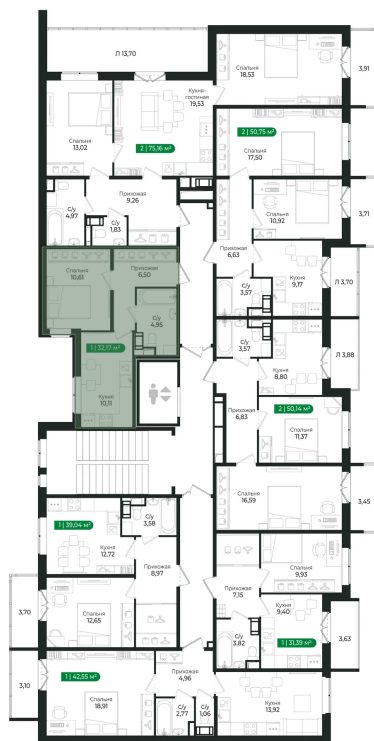 Л 13,70
Спальня
18,53
3,91
Кухня-
гостиная
19,53
Спальня
13,02
2 | 75,16 м²
2 | 50,75 м²
Спальня
17,50
С/у
4,97
С/у
1,83
Прихожая
9,26
Спальня
10,92
3,71
Прихожая
6,63
Спальня
10,61
Прихожая
6,50
С/у
4,95
С/у
3,57
Кухня
9,17
Л 3,70
1 | 32,17 м²
Кухня
10,11
С/у
3,57
Кухня
8,80
Л 3,88
Прихожая
6,83
2 | 50,14 м²
Спальня
11,37
Спальня
16,59
3,45
1 | 39,04 м²
С/у
3,58
Кухня
12,72
Прихожая
8,97
Спальня
9,93
Прихожая
7,15
Кухня
9,40
3,70
Спальня
12,65
С/у
3,82
1 | 31,39 м²
3,63
3,10
1 | 42,55 м²
Спальня
18,91
Прихожая
4,96
С/у
2,77
С/у
1,06
Кухня
13,92